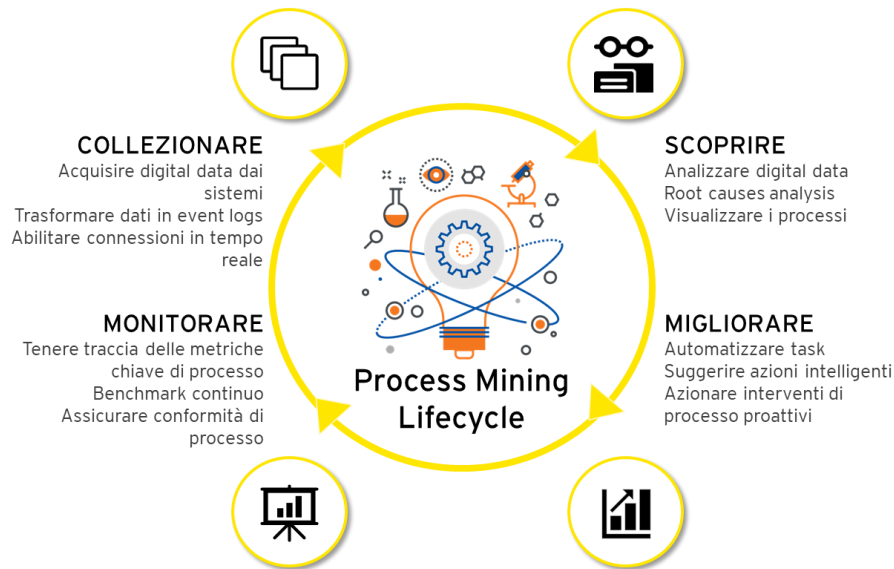 COLLEZIONARE
Acquisire digital data dai
sistemi
Trasformare dati in event logs
Abilitare connessioni in tempo
reale
SCOPRIRE
Analizzare digital data
Root causes analysis
Visualizzare i processi
MONITORARE
Tenere traccia delle metriche
chiave di processo
Benchmark continuo
Assicurare conformità di
processo
MIGLIORARE
Automatizzare task
Suggerire azioni intelligenti
Azionare interventi di
processo proattivi
Process Mining
Lifecycle